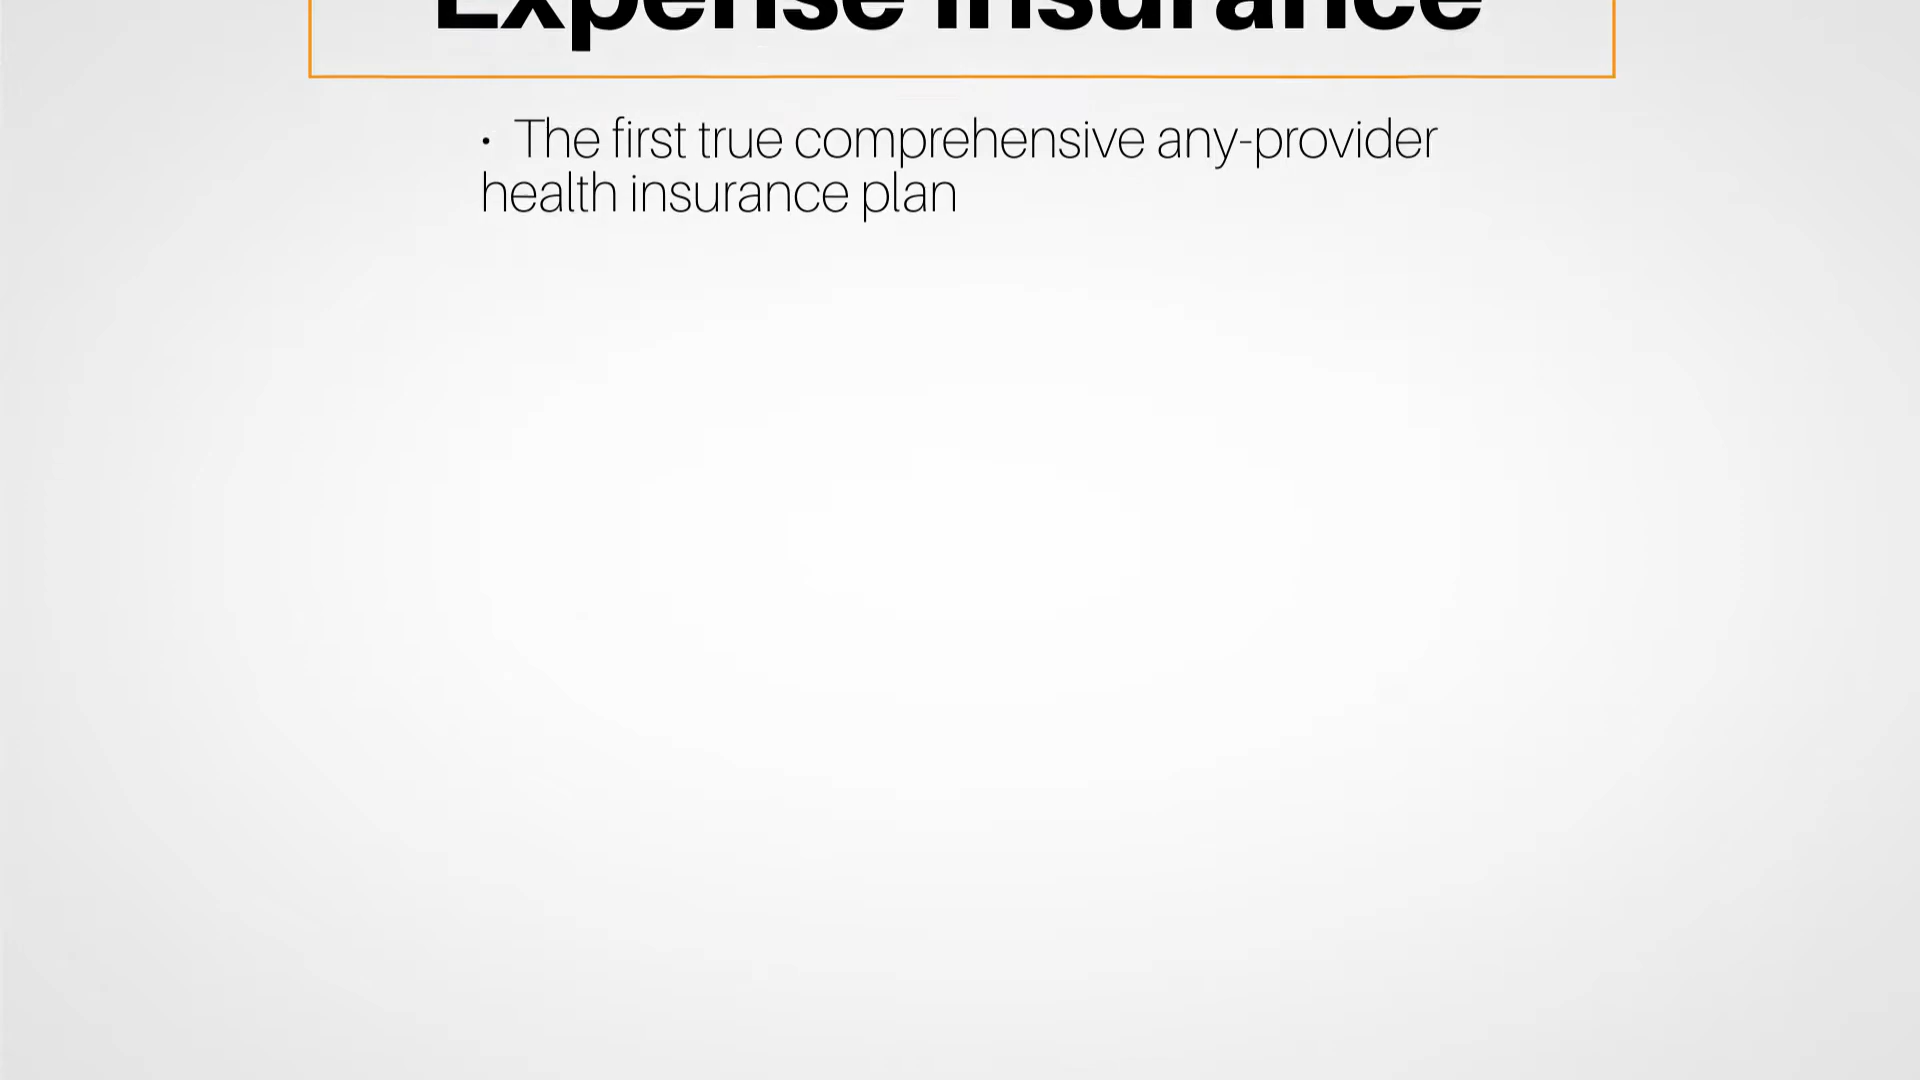 Expense Insurance
• The first true comprehensive any-provider
health insurance plan